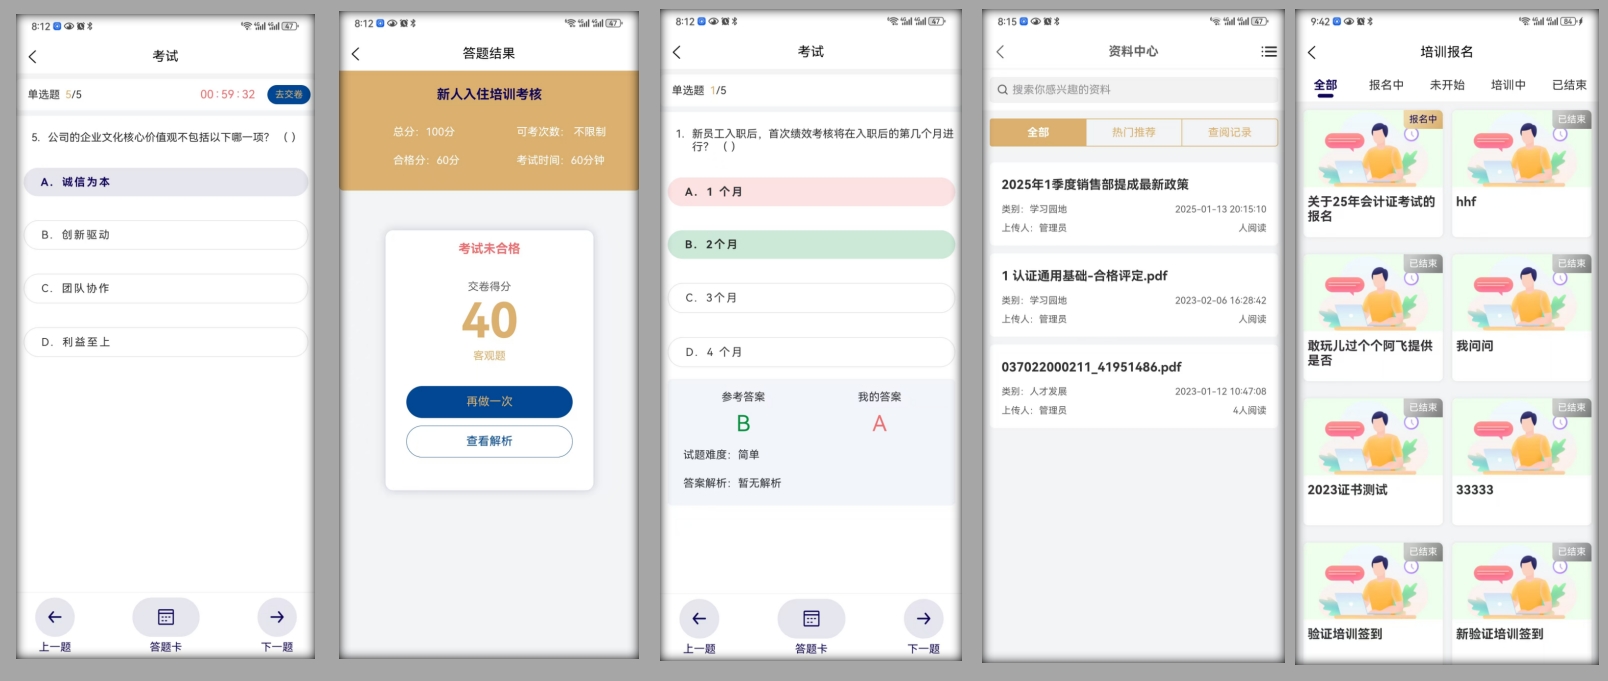 8:12
47
考试
单选题 5/5
00:59:32
去交卷
5. 公司的企业文化核心价值观不包括以下哪一项？（ ）
A. 诚信为本
B. 创新驱动
C. 团队协作
D. 利益至上
上一题
答题卡
下一题
8:12
47
答题结果
新人入住培训考核
总分: 100分
可考次数: 不限制
合格分: 60分
考试时间: 60分钟
考试未合格
交卷得分
40
客观题
再做一次
查看解析
8:12
47
考试
单选题 1/5
1. 新员工入职后，首次绩效考核将在入职后的第几个月进
行？（ ）
A. 1 个月
B. 2个月
C. 3个月
D. 4 个月
参考答案
我的答案
B
A
试题难度: 简单
答案解析: 暂无解析
上一题
答题卡
下一题
8:15
47
资料中心
搜索你感兴趣的资料
全部
热门推荐
查阅记录
2025年1季度销售部提成最新政策
类别: 学习园地
2025-01-13 20:15:10
上传人: 管理员
人阅读
1 认证通用基础-合格评定.pdf
类别: 学习园地
2023-02-06 16:28:42
上传人: 管理员
人阅读
037022000211_41951486.pdf
类别: 人才发展
2023-01-12 10:47:08
上传人: 管理员
4人阅读
9:42
84
培训报名
全部
报名中
未开始
培训中
已结束
报名中
已结束
关于25年会计证考试的
报名
hhf
已结束
已结束
敢玩儿过个个阿飞提供
是否
我问问
已结束
已结束
2023证书测试
33333
已结束
已结束
验证培训签到
新验证培训签到